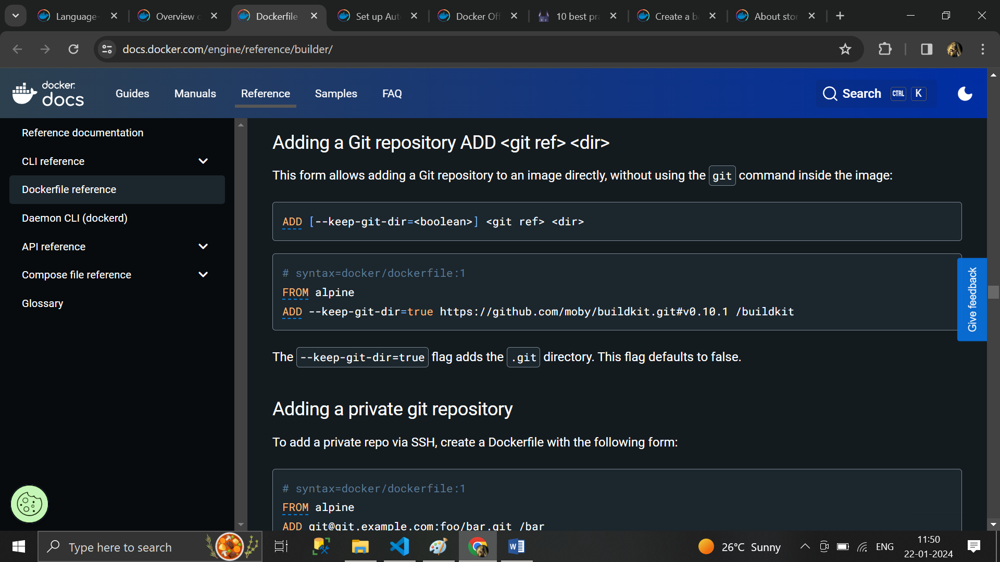 Language-
Overview c
Dockerfile
Set up Aut
Docker Off
10 best pra
Create a ba
About stor
docs.docker.com/engine/reference/builder/
docker
docs
Guides
Manuals
Reference
Samples
FAQ
Search
CTRL
K
Reference documentation
CLI reference
Dockerfile reference
Daemon CLI (dockerd)
API reference
Compose file reference
Glossary
Adding a Git repository ADD <git ref> <dir>
This form allows adding a Git repository to an image directly, without using the git command inside the image:
ADD [--keep-git-dir=<boolean>] <git ref> <dir>
# syntax=docker/dockerfile:1
FROM alpine
ADD --keep-git-dir=true https://github.com/moby/buildkit.git#v0.10.1 /buildkit
The --keep-git-dir=true flag adds the .git directory. This flag defaults to false.
Adding a private git repository
To add a private repo via SSH, create a Dockerfile with the following form:
# syntax=docker/dockerfile:1
FROM alpine
ADD git@git.example.com:foo/bar.git /bar
Give feedback
Type here to search
26°C Sunny
ENG
11:50
22-01-2024